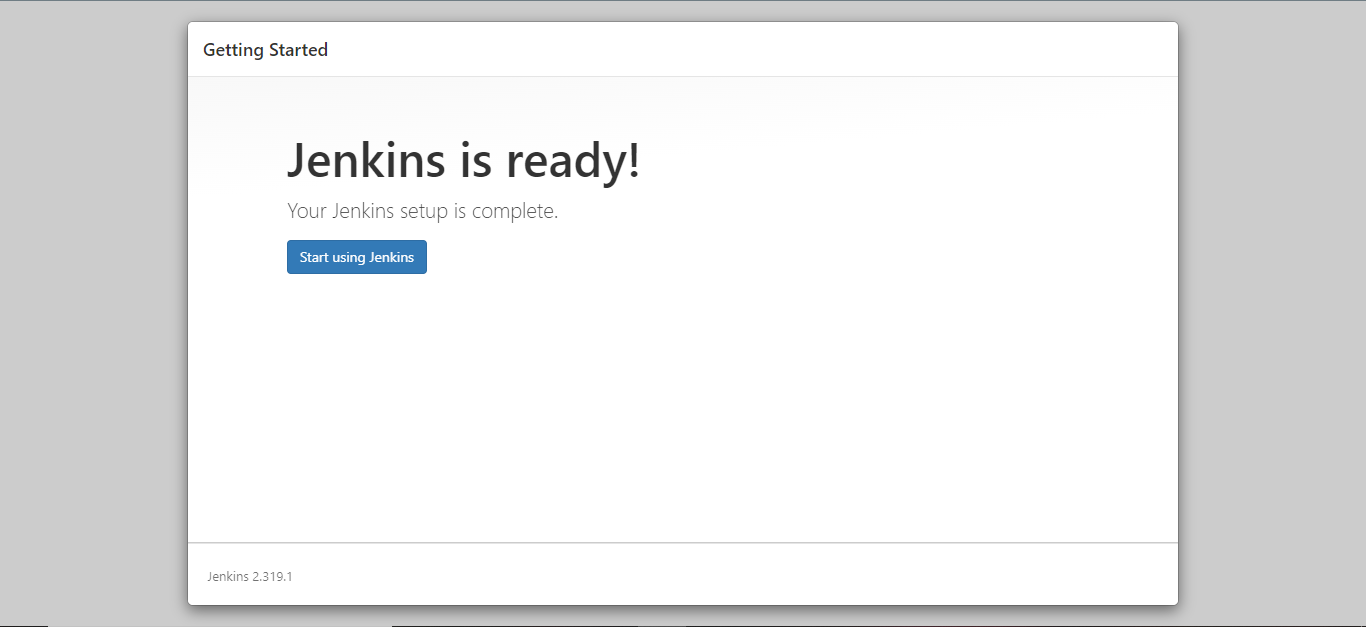 Getting Started
Jenkins is ready!
Your Jenkins setup is complete.
Start using Jenkins
Jenkins 2.319.1